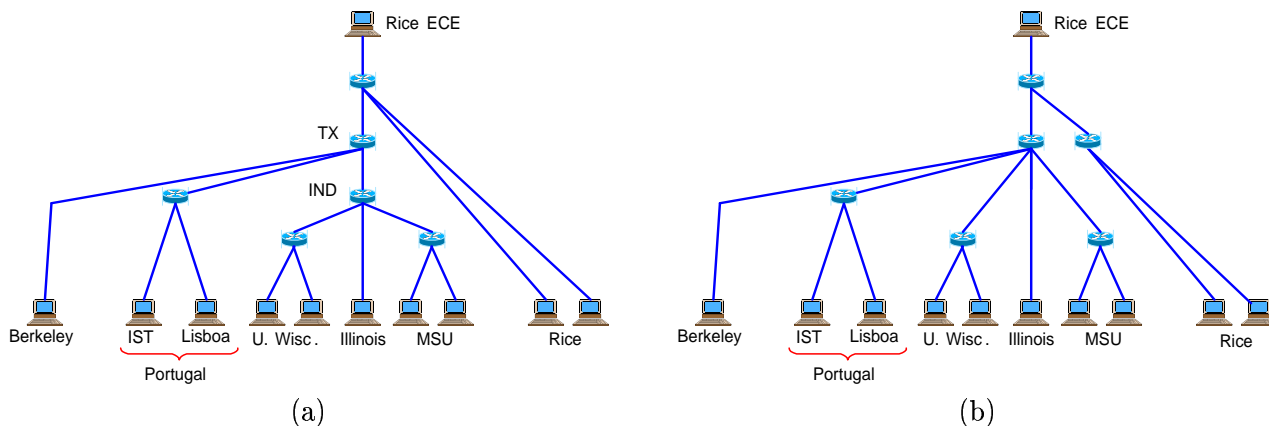 Rice ECE
TX
IND
Berkeley
IST
Lisboa
U. Wisc.
Illinois
MSU
Rice
Portugal
(a)
Rice ECE
Berkeley
IST
Lisboa
U. Wisc.
Illinois
MSU
Rice
Portugal
(b)